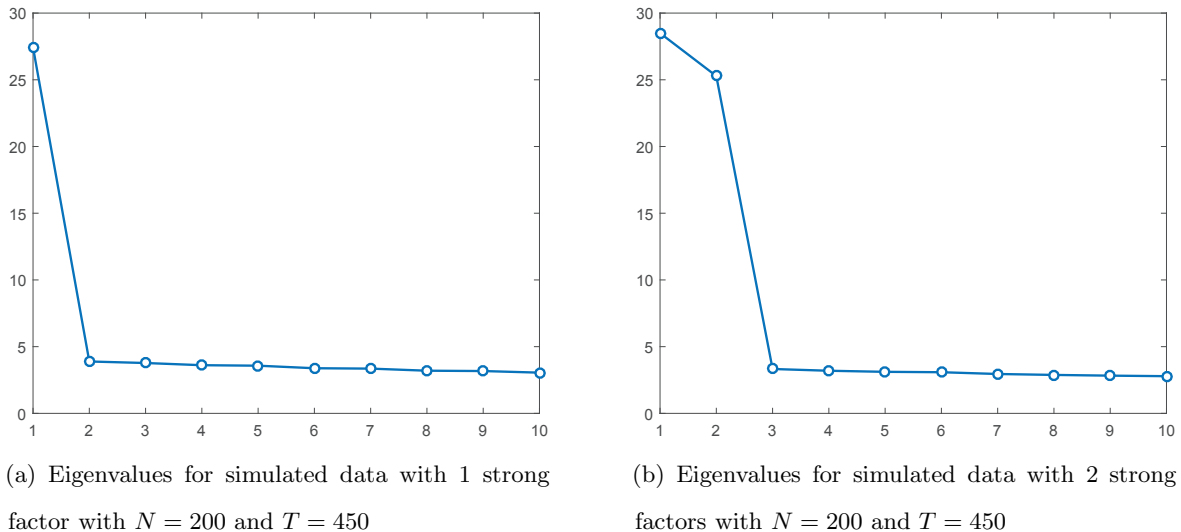 30
25
20
15
10
5
0
1 2 3 4 5 6 7 8 9 10
(a) Eigenvalues for simulated data with 1 strong
factor with N = 200 and T = 450
30
25
20
15
10
5
0
1 2 3 4 5 6 7 8 9 10
(b) Eigenvalues for simulated data with 2 strong
factors with N = 200 and T = 450